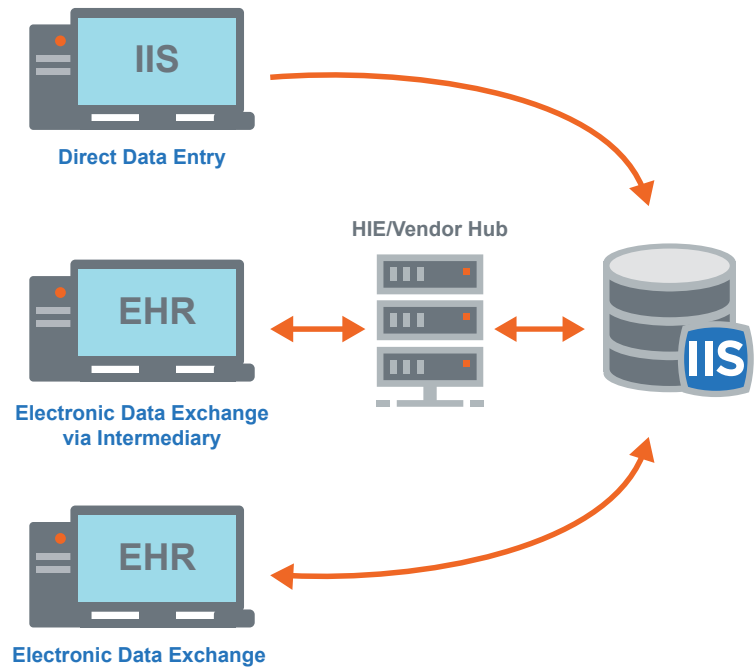 IIS
Direct Data Entry
HIE/Vendor Hub
EHR
IIS
Electronic Data Exchange
via Intermediary
EHR
Electronic Data Exchange